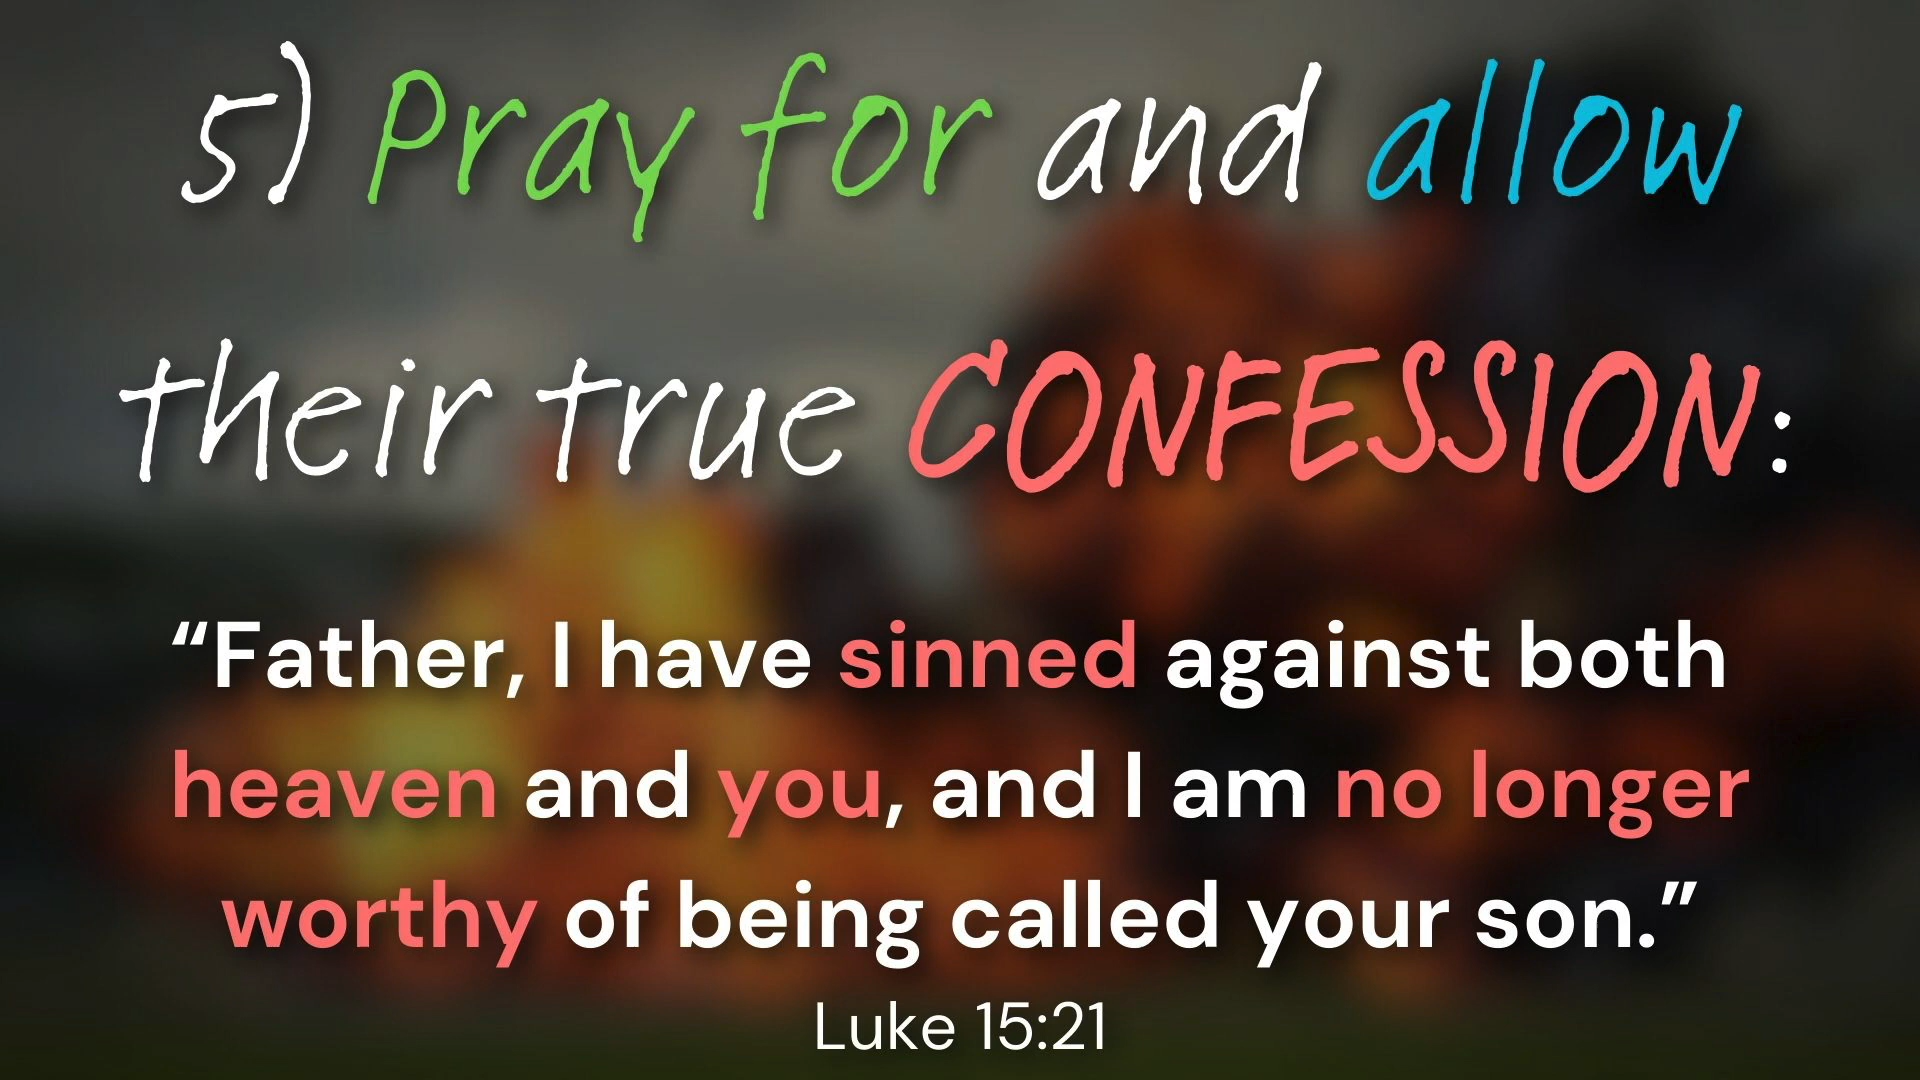 5) Pray for and allow
their true CONFESSION:
“Father, I have sinned against both
heaven and you, and I am no longer
worthy of being called your son.”
Luke 15:21